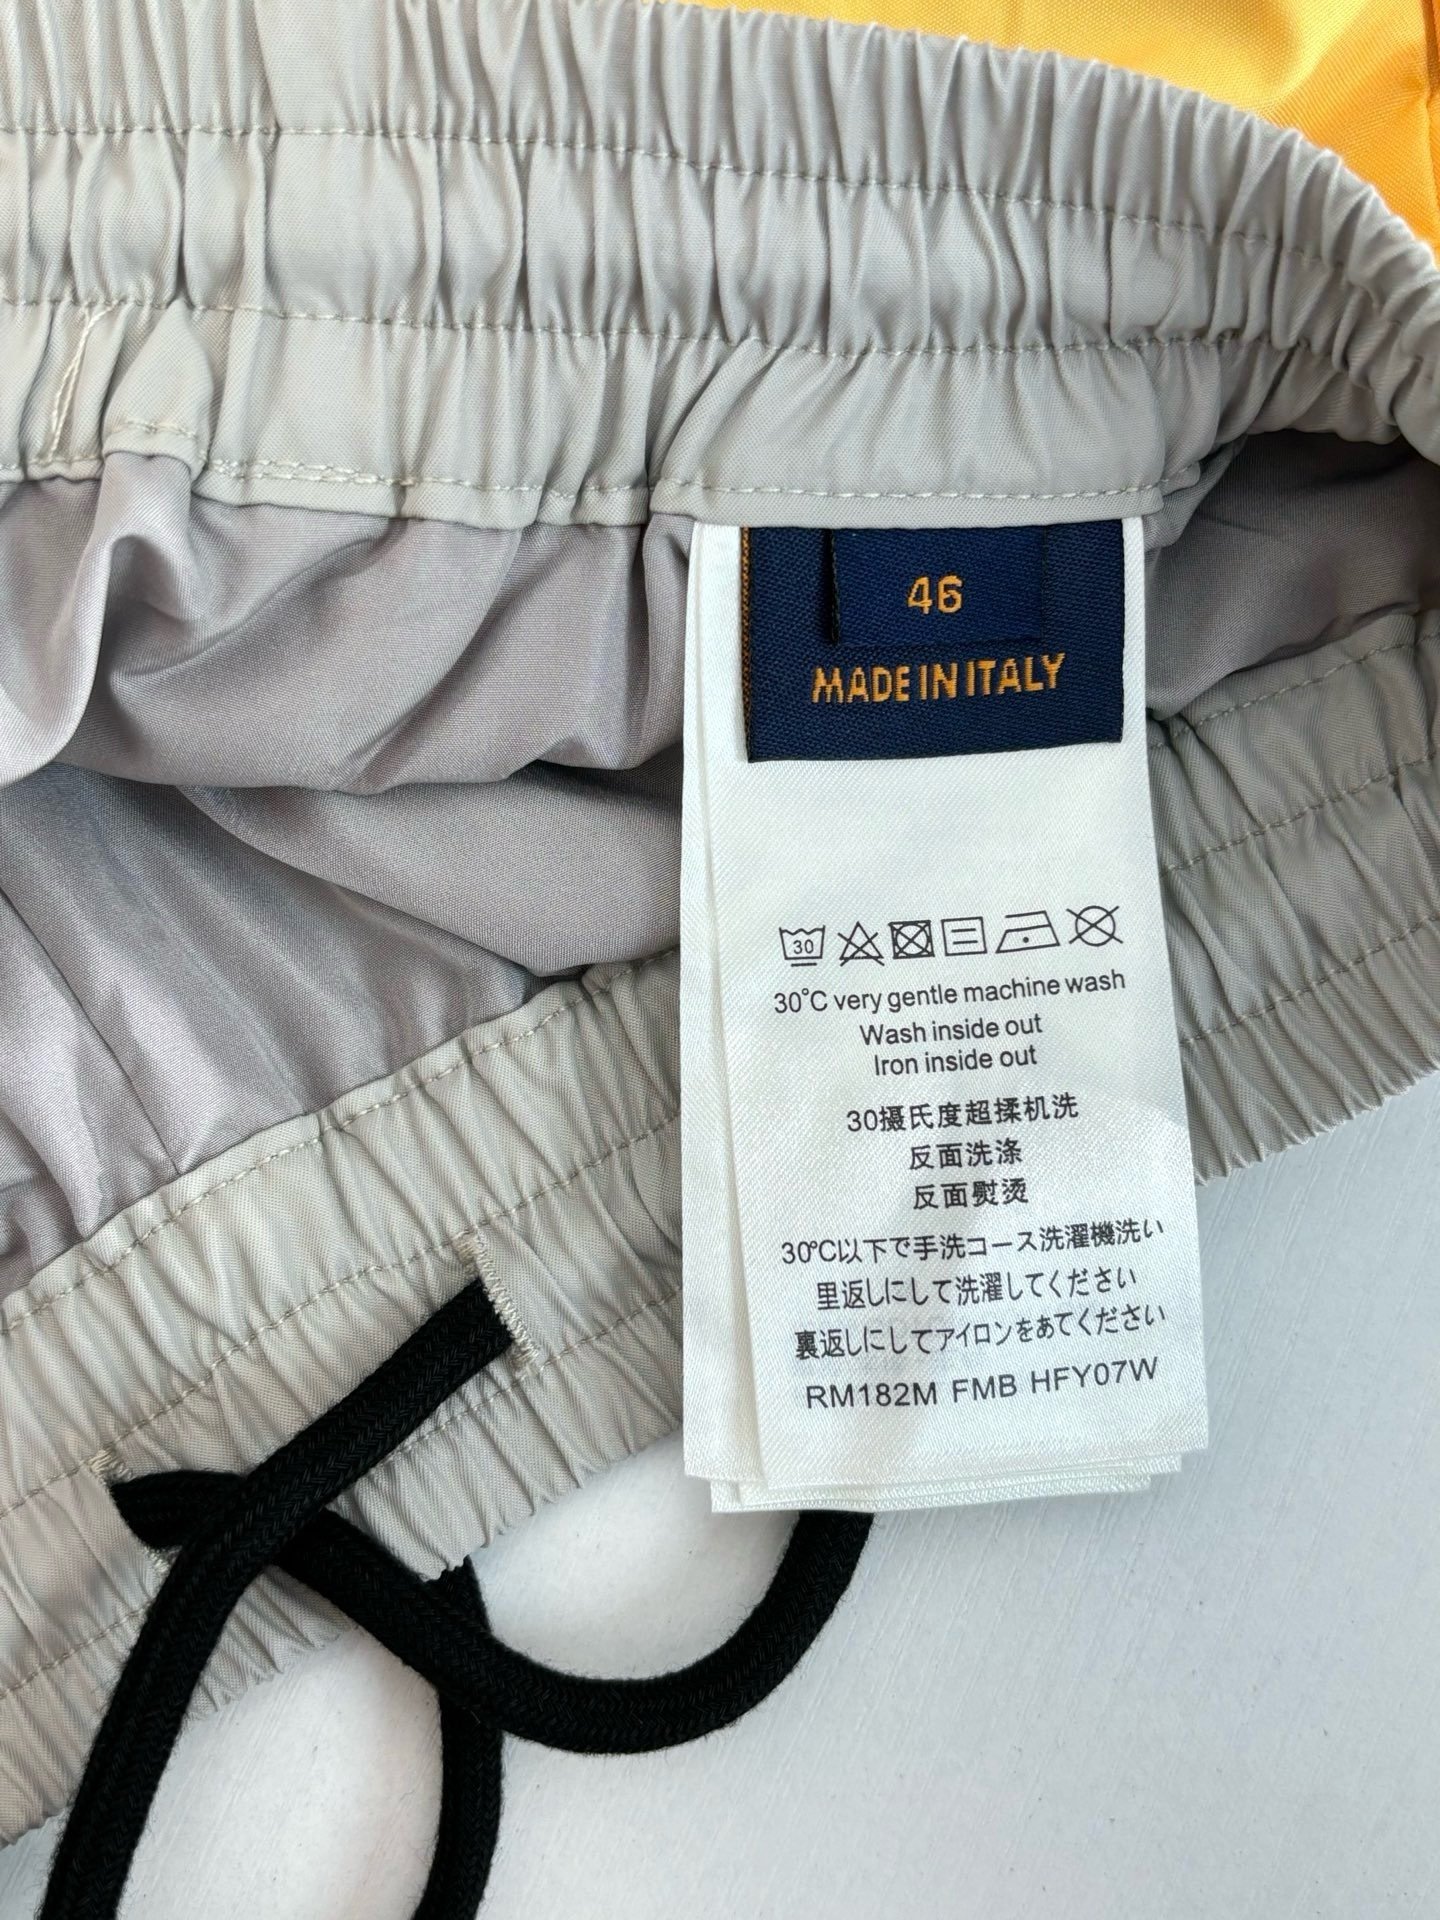 46
MADE IN ITALY
30
30°C very gentle machine wash
Wash inside out
Iron inside out
30摄氏度超揉机洗
反面洗涤
反面熨烫
30℃以下で手洗コース洗濯機洗い
里返しにして洗濯してください
裏返しにしてアイロンをあてください
RM182M FMB HFY07W